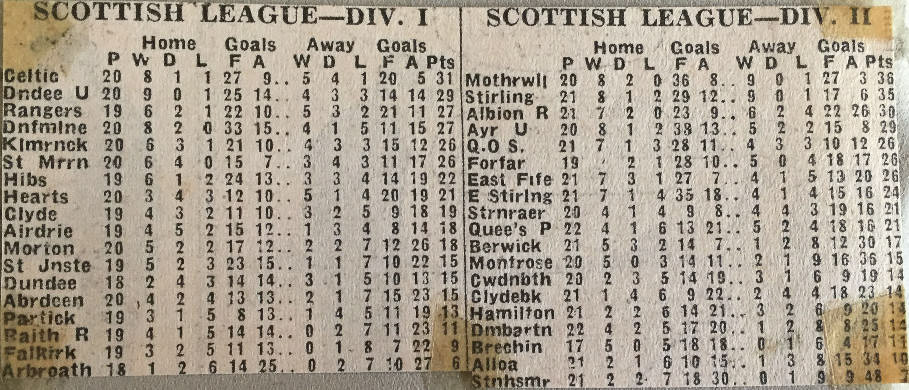 SCOTTISH LEAGUE—DIV. I
Home Goals Away Goals
P W D L F A W D L F A Pts
Celtic 20 8 1 1 27 9.. 5 4 1 20 5 31
Dndee U 20 9 0 1 25 14.. 4 3 3 14 14 29
Rangers 19 6 2 1 22 10.. 5 3 2 21 11 27
Dnfmlne 20 8 2 0 33 15.. 4 1 5 11 15 27
Klmrnck 20 6 3 1 21 10.. 4 3 3 15 12 26
St Mrrn 20 6 4 0 15 7.. 3 4 3 11 17 26
Hibs 19 6 1 2 24 13.. 3 3 4 14 19 22
Hearts 20 3 4 3 12 10.. 5 1 4 20 19 21
Clyde 19 4 3 2 11 10.. 3 2 5 9 18 19
Airdrie 19 4 5 2 15 12.. 1 3 4 8 14 18
Morton 20 5 2 2 17 12.. 2 2 7 12 26 18
St Jnste 19 5 2 3 23 15.. 1 1 7 10 22 15
Dundee 18 2 4 3 14 14.. 3 1 5 10 13 15
Abrdeen 20 4 2 4 13 13.. 2 1 7 15 23 15
Partick 19 3 1 5 8 13.. 1 4 5 11 19 13
Raith R 19 4 1 5 14 14.. 0 2 7 11 23 11
FalKirk 19 3 2 5 11 13.. 0 1 8 7 22 9
Arbroath 18 1 2 6 14 25.. 0 2 7 10 27 6
SCOTTISH LEAGUE—DIV. II
Home Goals Away Goals
P W D L F A W D L F A Pts
Mothrwll 20 8 2 0 36 8.. 9 0 1 27 3 36
Stirling 21 8 1 2 29 12.. 9 0 1 17 6 35
Albion R 21 7 2 0 23 9.. 6 2 4 22 26 30
Ayr U 20 8 1 2 38 13.. 5 2 2 15 8 29
Q.O S. 21 7 1 3 28 11.. 4 3 3 10 12 26
Forfar 19 2 1 28 10.. 5 0 4 18 17 26
East Fife 21 7 3 1 27 7.. 4 1 5 13 20 26
E Stirlng 21 7 1 4 35 18.. 4 1 4 15 16 24
Strnraer 20 4 1 4 9 8.. 4 4 3 19 16 21
Quee's P 22 4 1 6 13 21.. 5 2 4 18 16 21
Berwick 21 5 3 2 14 7.. 1 2 8 12 30 17
Montrose 20 5 0 3 14 11.. 2 1 9 16 36 15
Cwdnbth 20 2 3 5 14 19.. 3 1 6 9 19 14
Clydebk 21 1 4 6 9 22.. 2 4 4 18 23 14
Hamilton 21 2 2 6 14 21.. 3 2 6 9 20
Dmbartn 22 4 2 5 17 20.. 1 2 8 8 25
Brechin 17 5 0 5 18 18.. 0 1 6 4 17 11
Alloa 21 2 1 6 10 15.. 1 3 8 15 34 10
Stnhsmr 21 2 2 7 18 30.. 0 1 9 9 48 7